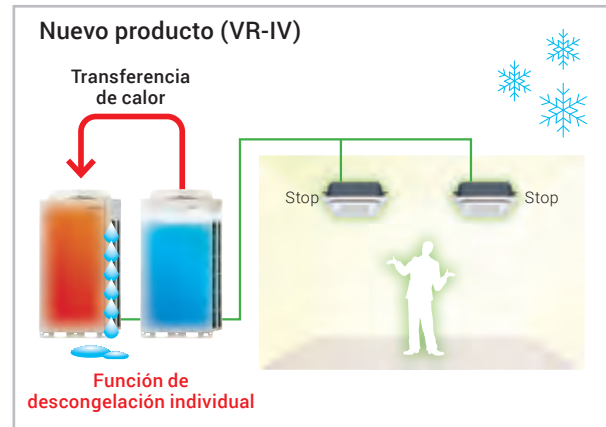 Nuevo producto (VR-IV)
Transferencia
de calor
Stop
Stop
Función de
descongelación individual